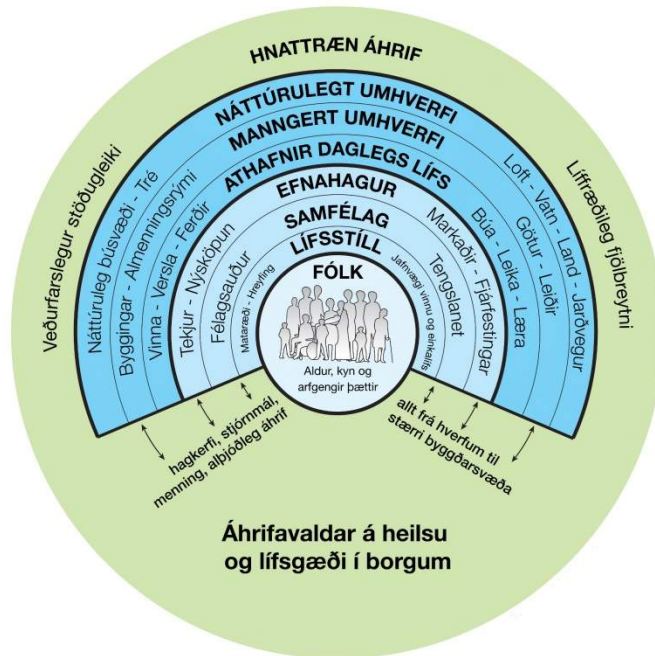 HNATTRÆN ÁHRIF
Veðurfarslegur stöðugleiki
Líffræðileg fjölbreytni
NÁTTÚRULEGT UMHVERFI
Náttúruleg búsvæði - Tré
Loft - Vatn - Land - Jarðvegur
MANNGERT UMHVERFI
Byggingar - Almenningsrými
Götur - Leiðir
ATHAFNIR DAGLEGS LÍFS
Vinna - Versla - Ferðir
Búa - Leika - Læra
EFNAHAGUR
Tekjur - Nýsköpun
Markaðir - Fjárfestingar
SAMFÉLAG
Félagsauður
Tengslanet
LÍFSSTÍLL
Mataræði - Hreyfing
Jafnvægi vinnu og einkalífs
FÓLK
Aldur, kyn og
arfgengir þættir
hagkerfi, stjórnmál,
menning, alþjóðleg áhrif
allt frá hverfum til
stærri byggðarsvæða
Áhrifavaldar á heilsu
og lífsgæði í borgum